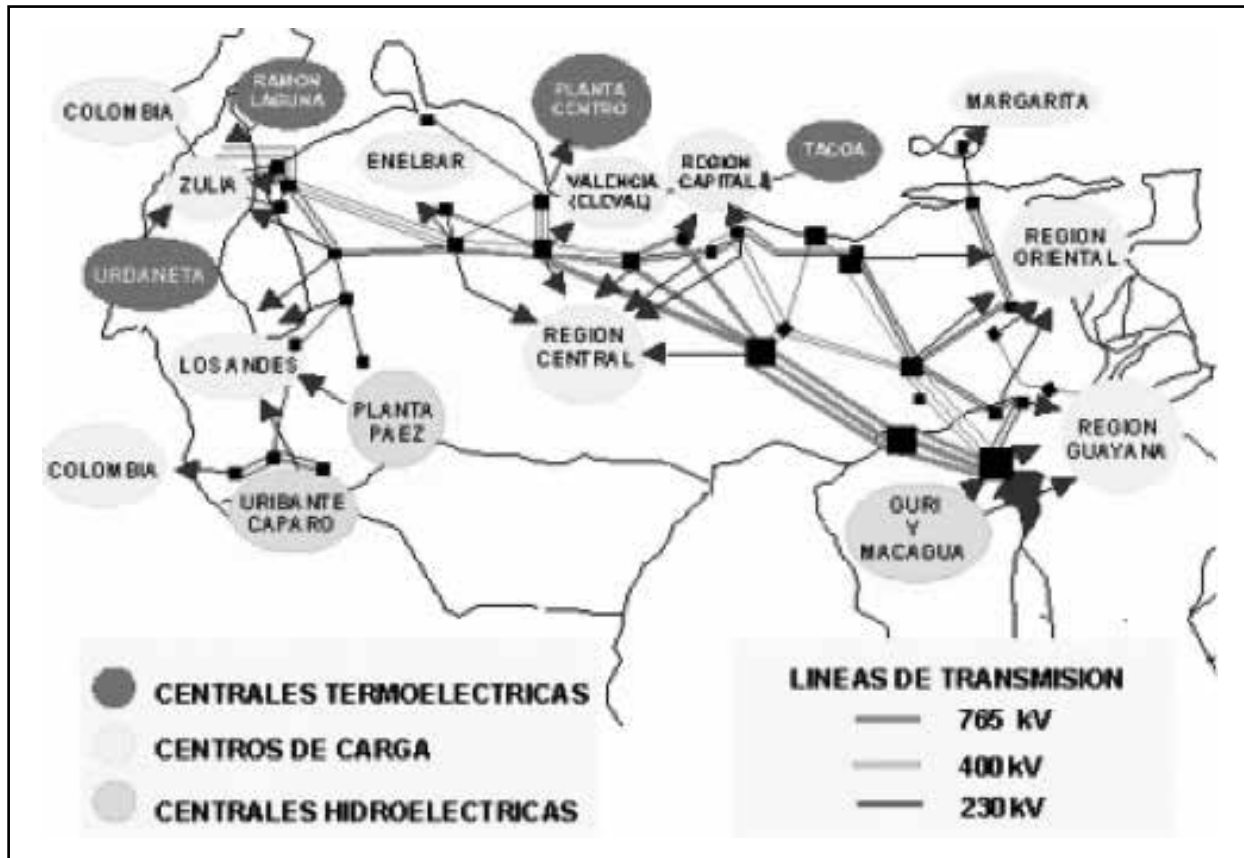 RAMON
LAGUNA
COLOMBIA
PLANTA
CENTRO
MARGARITA
ENELBAR
REGION
CAPITAL
TACOA
ZULIA
VALENCIA
(ELEVAL)
REGION
ORIENTAL
URDANETA
REGION
CENTRAL
LOS ANDES
PLANTA
PAEZ
REGION
GUAYANA
COLOMBIA
URIBANTE
CAPARO
GURI
Y
MACAGUA
CENTRALES TERMOELECTRICAS
CENTROS DE CARGA
CENTRALES HIDROELECTRICAS
LINEAS DE TRANSMISION
765 kV
400 kV
230 kV